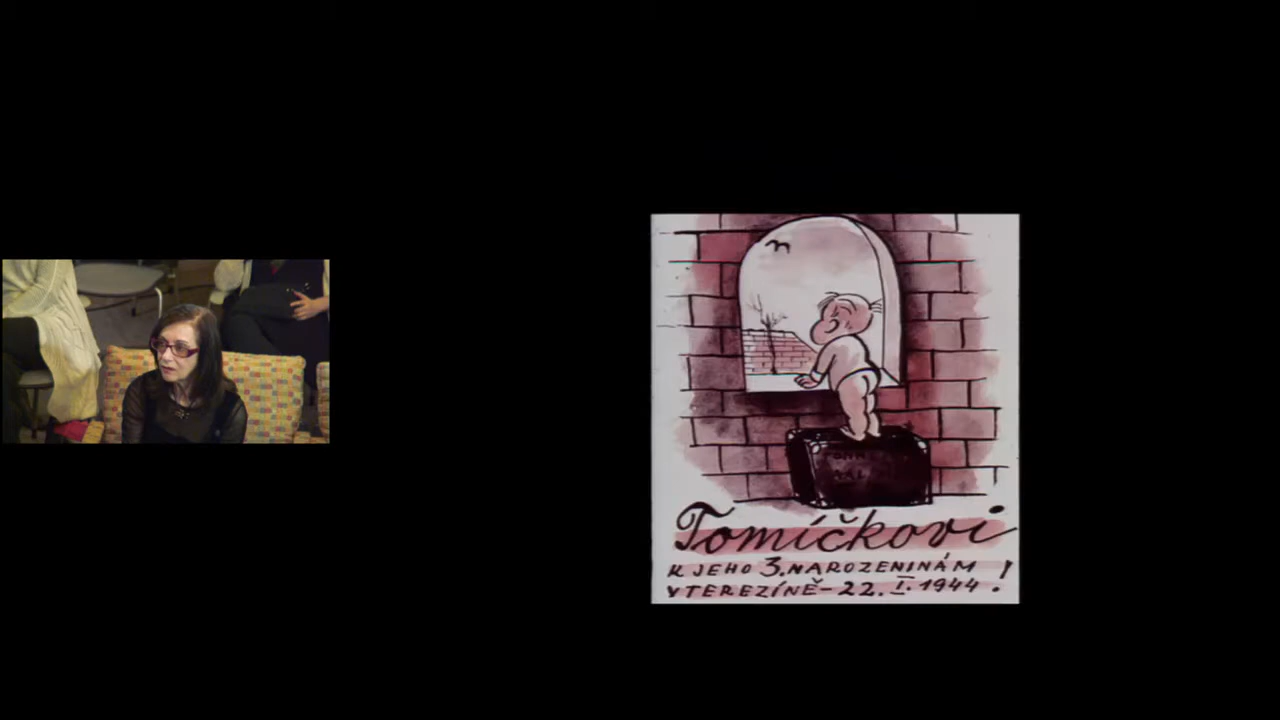 Tomíčkovi
K JEHO 3. NAROZENINÁM
V TEREZÍNĚ – 22. I. 1944 !